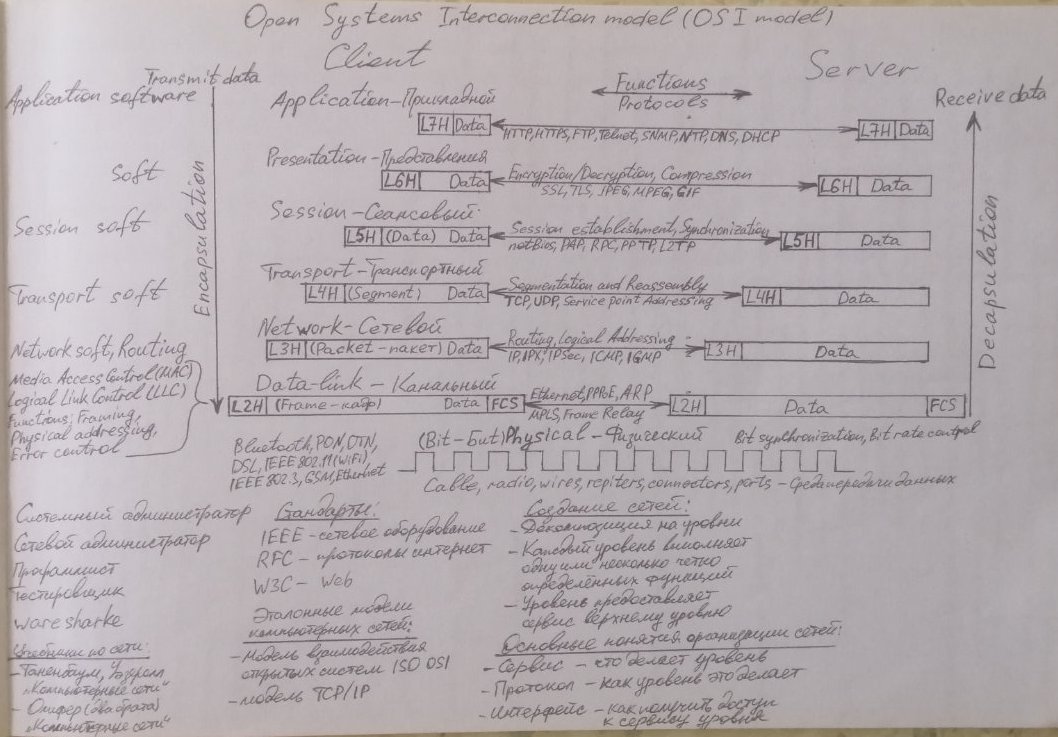 Open Systems Interconnection model (OSI model)
Client
Server
Transmit data
Application software
Application – Прикладной
Functions
Protocols
Receive data
L7H Data
HTTP, HTTPS, FTP, Telnet, SNMP, NTP, DNS, DHCP
L7H Data
Soft
Presentation – Представления
L6H Data
Encryption/Decryption, Compression
SSL, TLS, JPEG, MPEG, GIF
L6H Data
Encapsulation
Decapsulation
Session soft
Session – Сеансовый
L5H (Data) Data
Session establishment, Synchronization
netBios, PAP, RPC, PPTP, L2TP
L5H Data
Transport soft
Transport – Транспортный
L4H (Segment) Data
Segmentation and Reassembly
TCP, UDP, Service point Addressing
L4H Data
Network soft, Routing
Network – Сетевой
L3H (Packet – пакет) Data
Routing, Logical Addressing
IP, IPX, IPSec, ICMP, IGMP
L3H Data
Media Access Control (MAC)
Logical Link Control (LLC)
Functions: Framing,
Physical addressing,
Error control
Data-link – Канальный
L2H (Frame – кадр) Data FCS
Ethernet, PPPoE, ARP
MPLS, Frame Relay
L2H Data FCS
Bluetooth, PON, OTN,
DSL, IEEE 802.11 (WiFi)
IEEE 802.3, GSM, Ethernet
(Bit – Бит) Physical – Физический
Bit synchronization, Bit rate control
Cable, radio, wires, repiters, connectors, ports – Среда передачи данных
Системный администратор
Сетевой администратор
Программист
Тестировщик
ware sharke
Учебники по сети:
- Таненбаум, Уэзролл
„Компьютерные сети"
- Олифер (два брата)
„Компьютерные сети"
Стандарты:
IEEE – сетевое оборудование
RFC – протоколы интернет
W3C – Web
Эталонные модели
компьютерных сетей:
- Модель взаимодействия
открытых систем ISO OSI
- модель TCP/IP
Создание сетей:
- Декомпозиция на уровни
- Каждый уровень выполняет
одну или несколько четко
определённых функций
- Уровень предоставляет
сервис верхнему уровню
Основные понятия организации сетей:
- Сервис – что делает уровень
- Протокол – как уровень это делает
- Интерфейс – как получить доступ
к сервису уровня